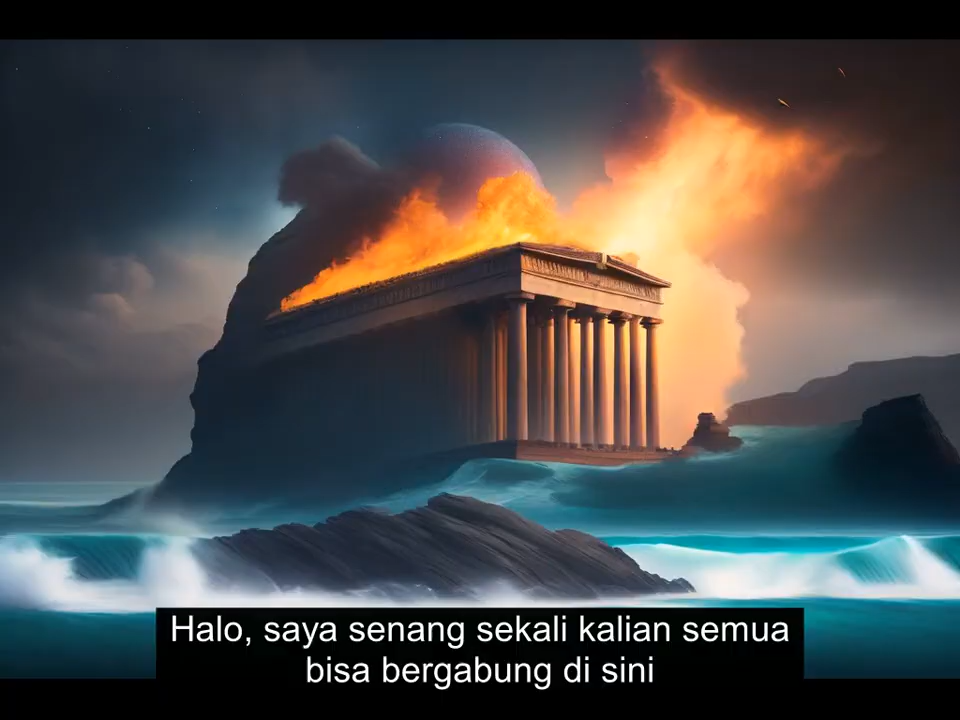 Halo, saya senang sekali kalian semua
bisa bergabung di sini